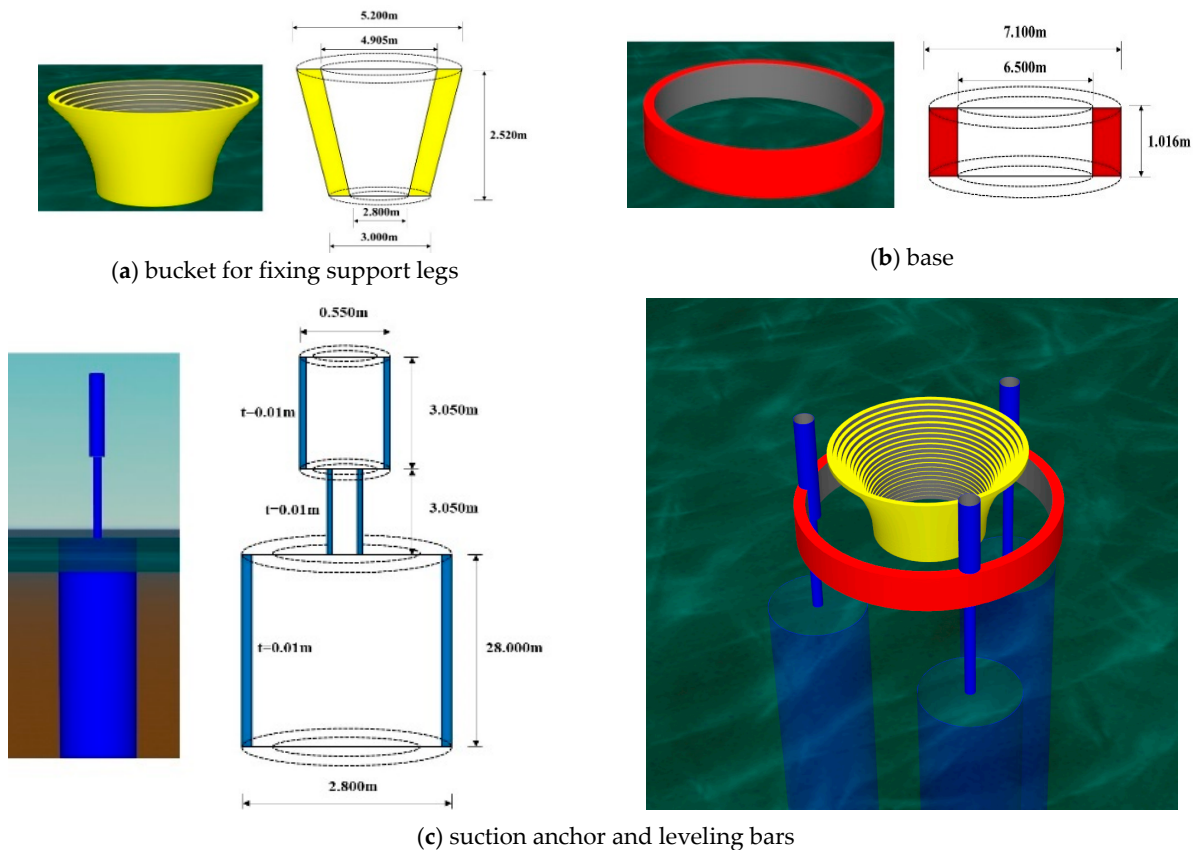 5.200m
4.905m
2.520m
2.800m
3.000m
(a) bucket for fixing support legs
7.100m
6.500m
1.016m
(b) base
0.550m
t=0.01m
3.050m
t=0.01m
3.050m
t=0.01m
28.000m
2.800m
(c) suction anchor and leveling bars